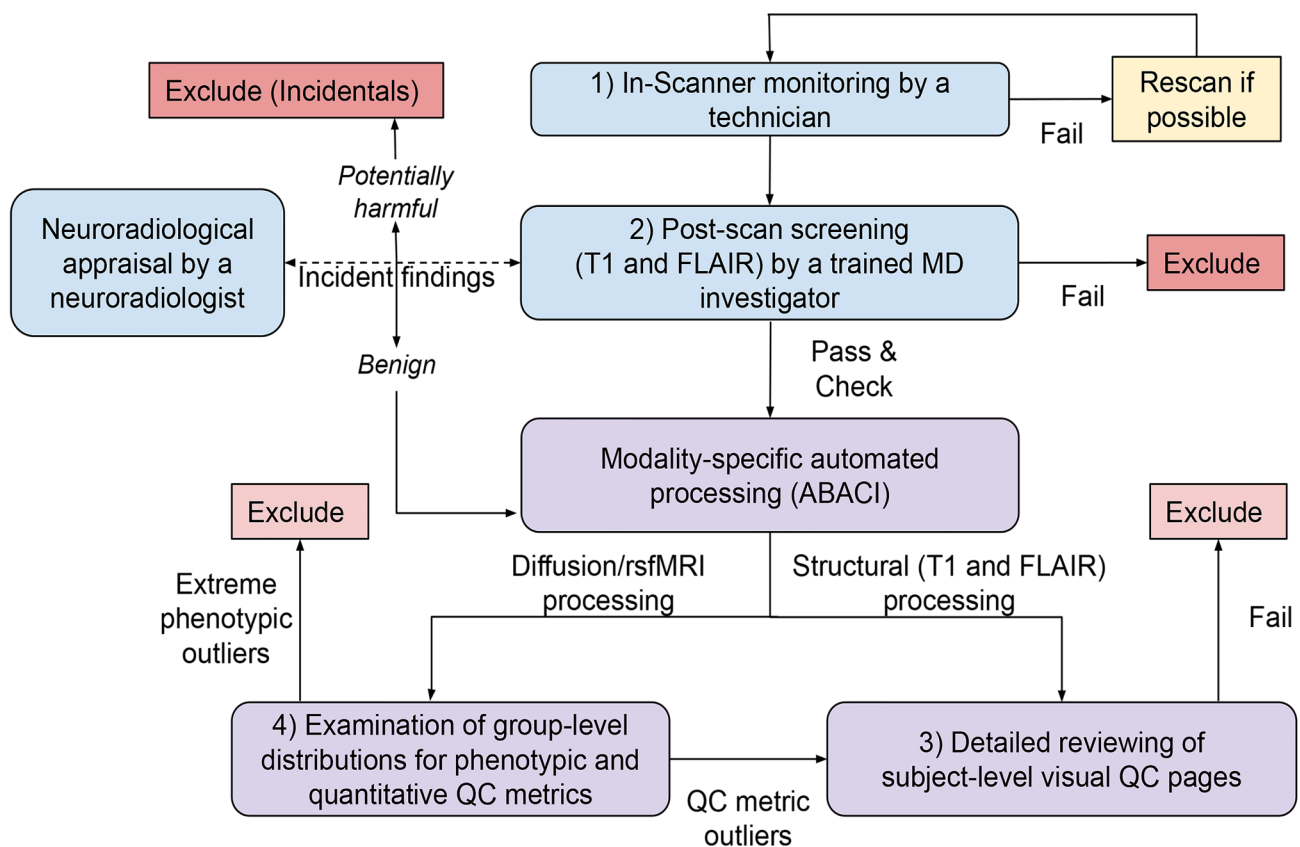 1) In-Scanner monitoring by a
technician
Fail
Rescan if
possible
Exclude (Incidentals)
Potentially
harmful
Neuroradiological
appraisal by a
neuroradiologist
Incident findings
2) Post-scan screening
(T1 and FLAIR) by a trained MD
investigator
Fail
Exclude
Benign
Pass &
Check
Modality-specific automated
processing (ABACI)
Diffusion/rsfMRI
processing
Structural (T1 and FLAIR)
processing
Exclude
Extreme
phenotypic
outliers
Exclude
Fail
4) Examination of group-level
distributions for phenotypic and
quantitative QC metrics
QC metric
outliers
3) Detailed reviewing of
subject-level visual QC pages